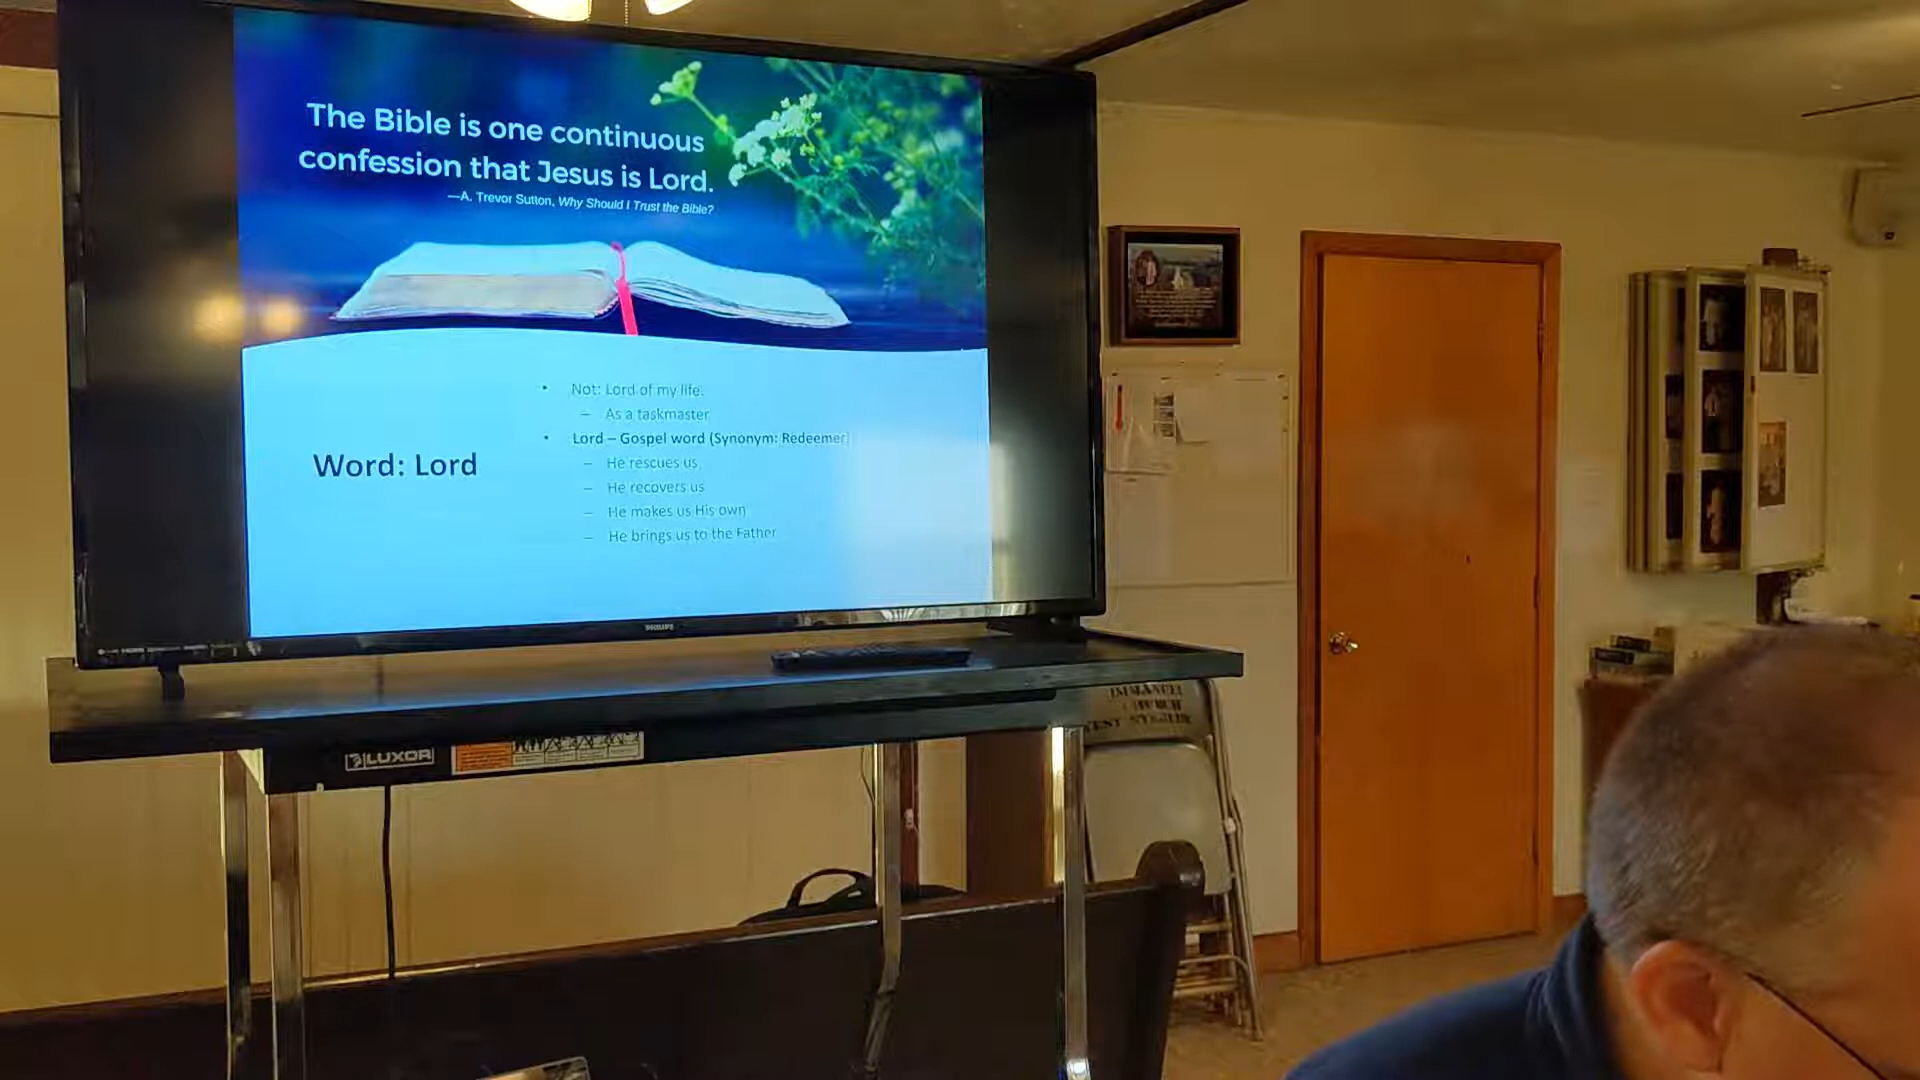 The Bible is one continuous
confession that Jesus is Lord.
—A. Trevor Sutton, Why Should I Trust the Bible?
Word: Lord
• Not: Lord of my life.
– As a taskmaster
• Lord – Gospel word (Synonym: Redeemer)
– He rescues us
– He recovers us
– He makes us His own
– He brings us to the Father
PHILIPS
LUXOR
IMMANUEL
CHURCH